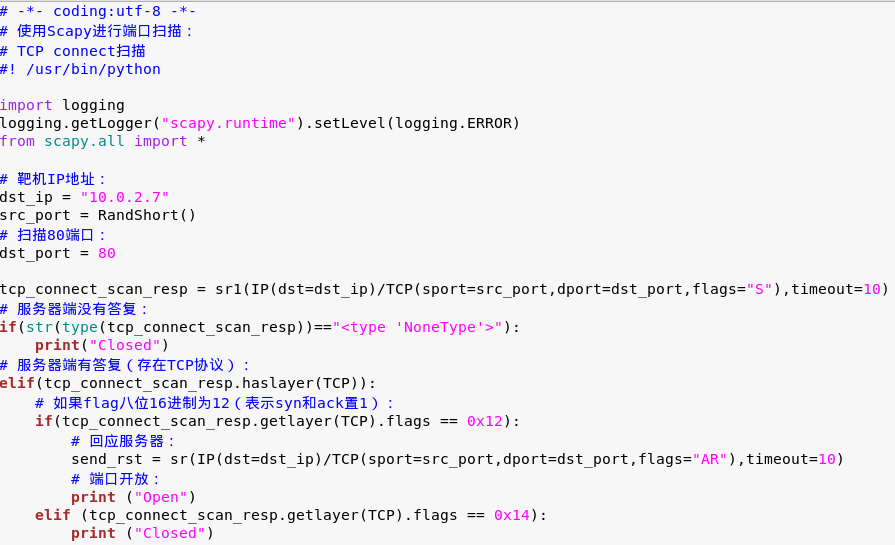 # -*- coding:utf-8 -*-
# 使用Scapy进行端口扫描：
# TCP connect扫描
#! /usr/bin/python

import logging
logging.getLogger("scapy.runtime").setLevel(logging.ERROR)
from scapy.all import *

# 靶机IP地址：
dst_ip = "10.0.2.7"
src_port = RandShort()
# 扫描80端口：
dst_port = 80

tcp_connect_scan_resp = sr1(IP(dst=dst_ip)/TCP(sport=src_port,dport=dst_port,flags="S"),timeout=10)
# 服务器端没有答复：
if(str(type(tcp_connect_scan_resp))=="<type 'NoneType'>"):
    print("Closed")
# 服务器端有答复（存在TCP协议）：
elif(tcp_connect_scan_resp.haslayer(TCP)):
    # 如果flag八位16进制为12（表示syn和ack置1）：
    if(tcp_connect_scan_resp.getlayer(TCP).flags == 0x12):
        # 回应服务器：
        send_rst = sr(IP(dst=dst_ip)/TCP(sport=src_port,dport=dst_port,flags="AR"),timeout=10)
        # 端口开放：
        print ("Open")
    elif (tcp_connect_scan_resp.getlayer(TCP).flags == 0x14):
        print ("Closed")